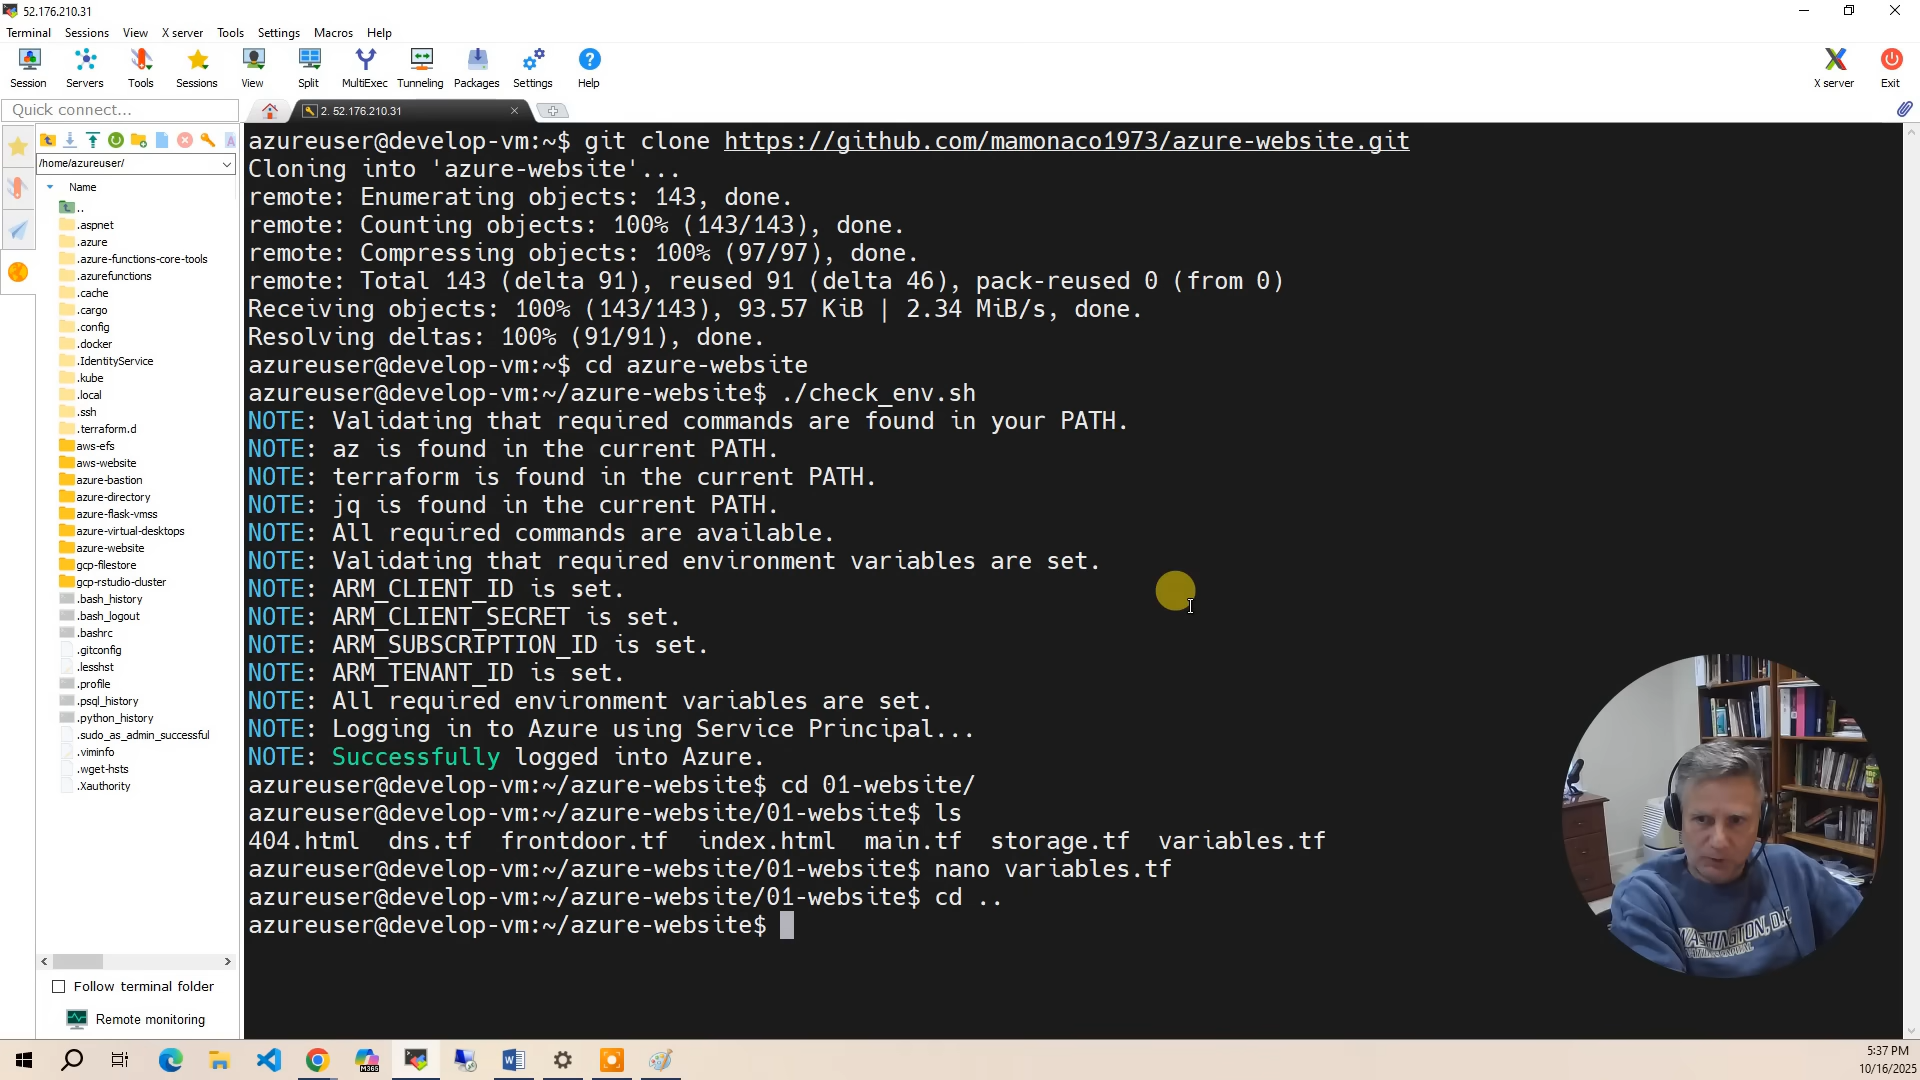 52.176.210.31
Terminal Sessions View X server Tools Settings Macros Help
Session Servers Tools Sessions View Split MultiExec Tunneling Packages Settings Help X server Exit
Quick connect...
2. 52.176.210.31
/home/azureuser/
Name
..
.aspnet
.azure
.azure-functions-core-tools
.azurefunctions
.cache
.cargo
.config
.docker
.IdentityService
.kube
.local
.ssh
.terraform.d
aws-efs
aws-website
azure-bastion
azure-directory
azure-flask-vmss
azure-virtual-desktops
azure-website
gcp-filestore
gcp-rstudio-cluster
.bash_history
.bash_logout
.bashrc
.gitconfig
.lesshst
.profile
.psql_history
.python_history
.sudo_as_admin_successful
.viminfo
.wget-hsts
.Xauthority
Follow terminal folder
Remote monitoring
azureuser@develop-vm:~$ git clone https://github.com/mamonaco1973/azure-website.git
Cloning into 'azure-website'...
remote: Enumerating objects: 143, done.
remote: Counting objects: 100% (143/143), done.
remote: Compressing objects: 100% (97/97), done.
remote: Total 143 (delta 91), reused 91 (delta 46), pack-reused 0 (from 0)
Receiving objects: 100% (143/143), 93.57 KiB | 2.34 MiB/s, done.
Resolving deltas: 100% (91/91), done.
azureuser@develop-vm:~$ cd azure-website
azureuser@develop-vm:~/azure-website$ ./check_env.sh
NOTE: Validating that required commands are found in your PATH.
NOTE: az is found in the current PATH.
NOTE: terraform is found in the current PATH.
NOTE: jq is found in the current PATH.
NOTE: All required commands are available.
NOTE: Validating that required environment variables are set.
NOTE: ARM_CLIENT_ID is set.
NOTE: ARM_CLIENT_SECRET is set.
NOTE: ARM_SUBSCRIPTION_ID is set.
NOTE: ARM_TENANT_ID is set.
NOTE: All required environment variables are set.
NOTE: Logging in to Azure using Service Principal...
NOTE: Successfully logged into Azure.
azureuser@develop-vm:~/azure-website$ cd 01-website/
azureuser@develop-vm:~/azure-website/01-website$ ls
404.html dns.tf frontdoor.tf index.html main.tf storage.tf variables.tf
azureuser@develop-vm:~/azure-website/01-website$ nano variables.tf
azureuser@develop-vm:~/azure-website/01-website$ cd ..
azureuser@develop-vm:~/azure-website$
WASHINGTON, D.C.
M365
5:37 PM
10/16/2025